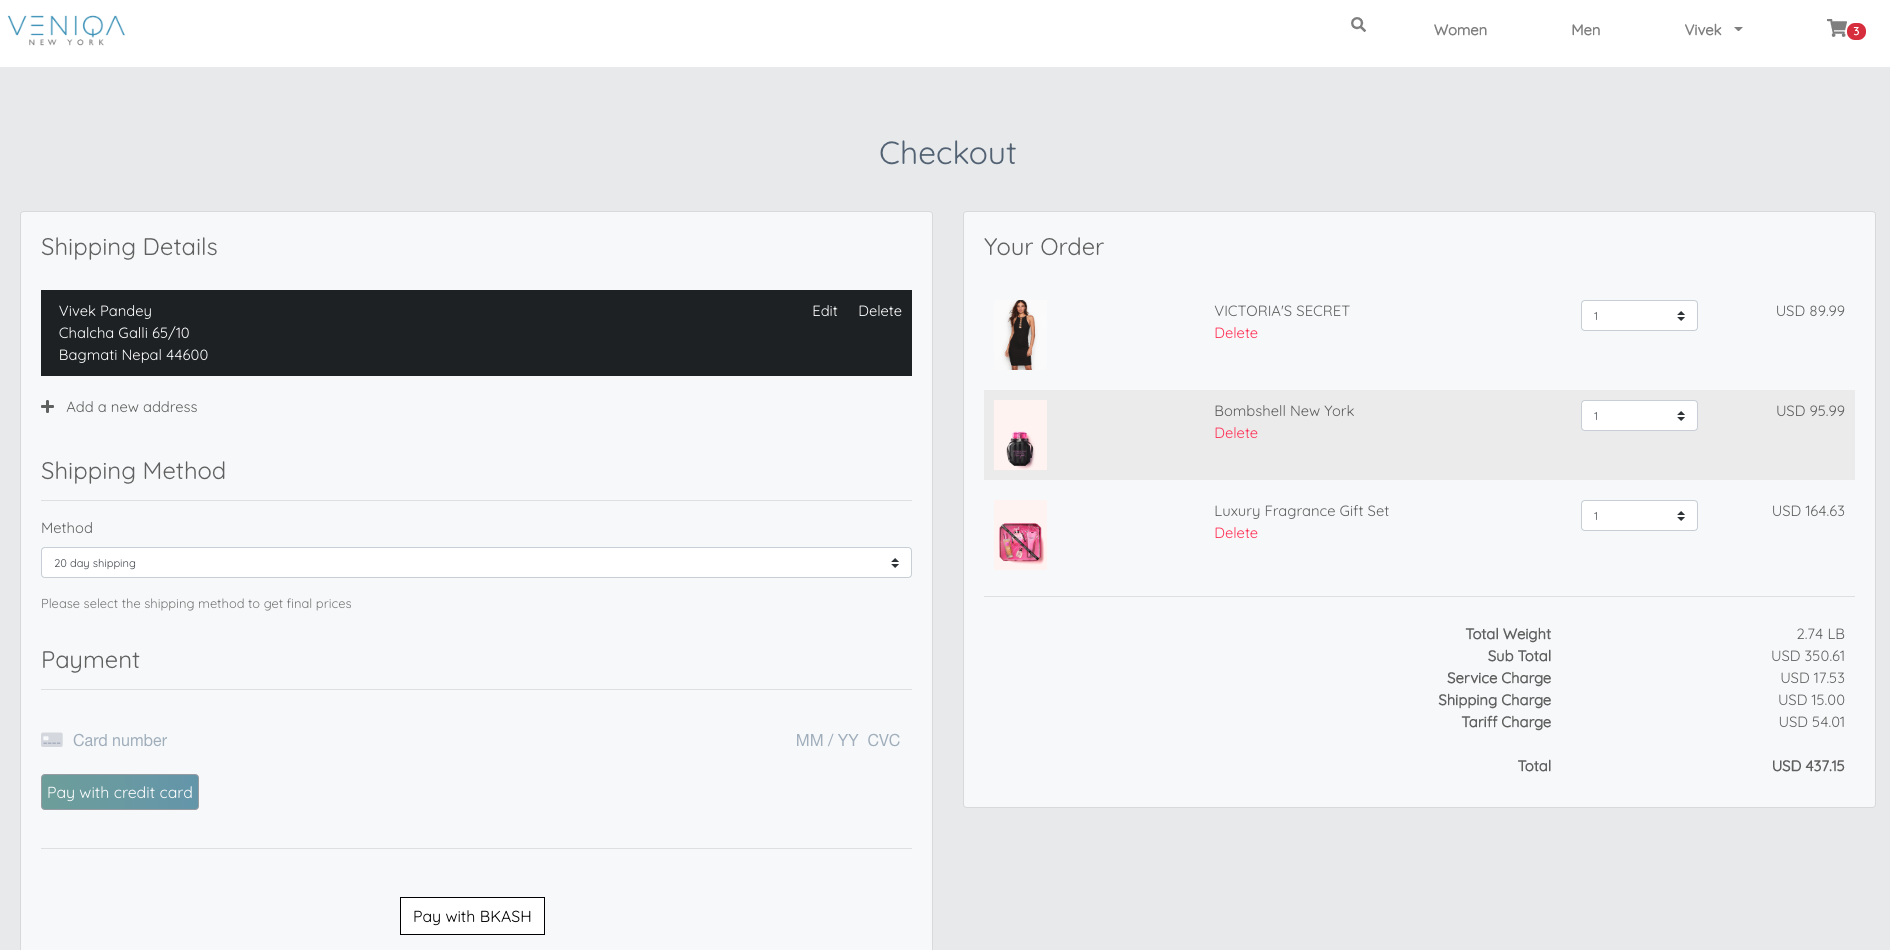 VENIQA
NEW YORK
Women
Men
Vivek
3
Checkout
Shipping Details
Vivek Pandey
Edit
Delete
Chalcha Galli 65/10
Bagmati Nepal 44600
Add a new address
Shipping Method
Method
20 day shipping
Please select the shipping method to get final prices
Payment
Card number
MM / YY CVC
Pay with credit card
Pay with BKASH
Your Order
VICTORIA'S SECRET
1
USD 89.99
Delete
Bombshell New York
1
USD 95.99
Delete
Luxury Fragrance Gift Set
1
USD 164.63
Delete
Total Weight 2.74 LB
Sub Total USD 350.61
Service Charge USD 17.53
Shipping Charge USD 15.00
Tariff Charge USD 54.01
Total USD 437.15